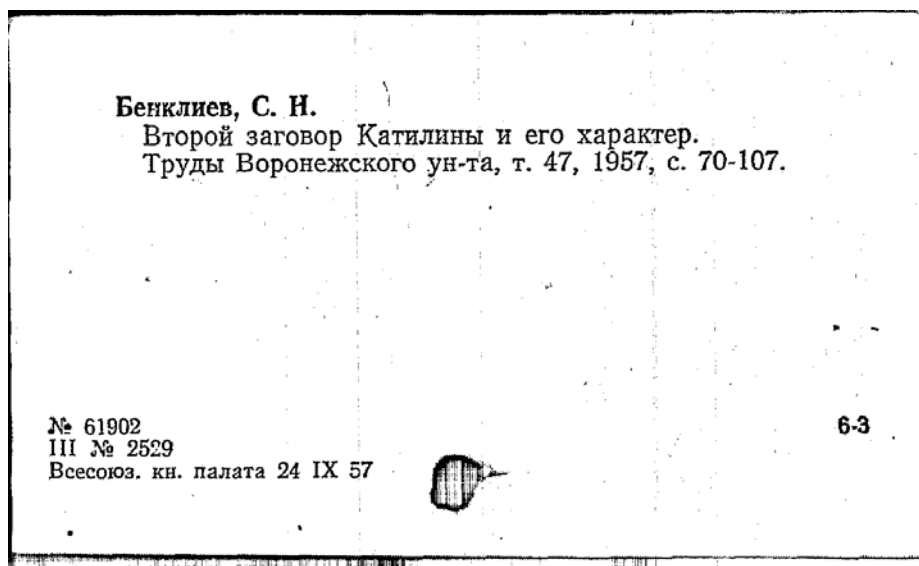 Бенклиев, С. Н.
Второй заговор Катилины и его характер.
Труды Воронежского ун-та, т. 47, 1957, с. 70-107.
№ 61902
6-3
III № 2529
Всесоюз. кн. палата 24 IX 57